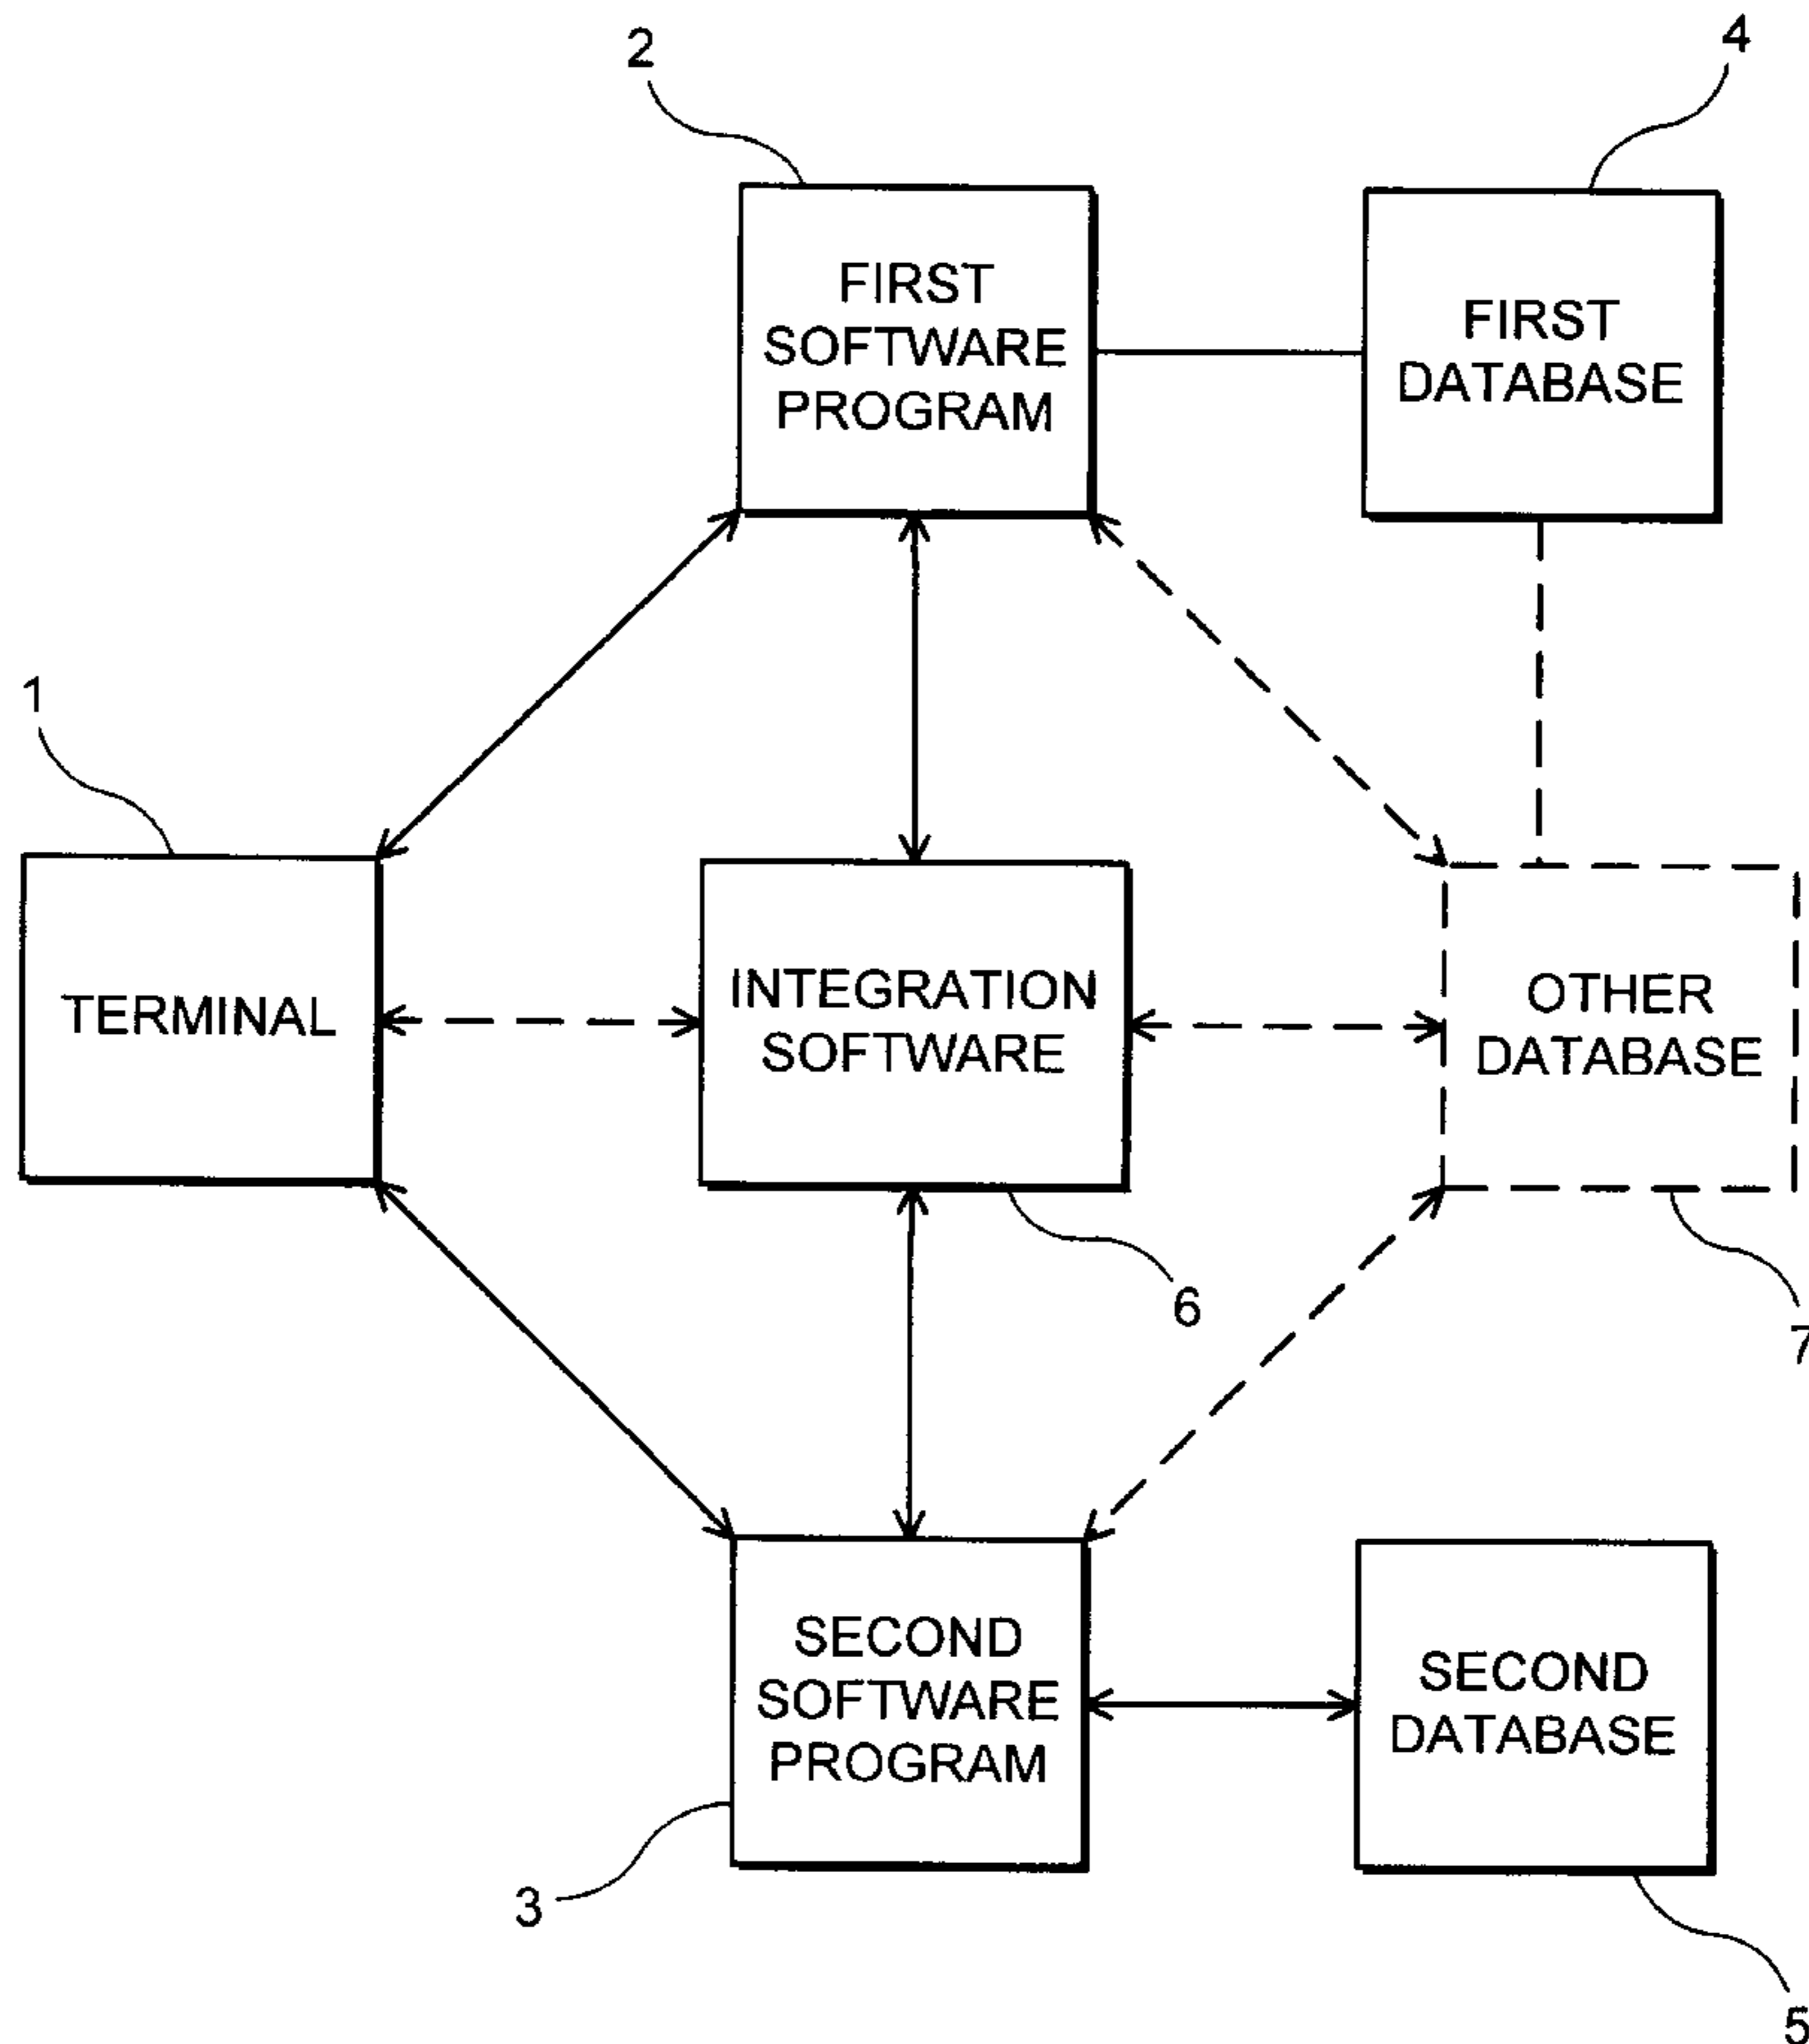 2
4
FIRST
SOFTWARE
PROGRAM
FIRST
DATABASE
1
TERMINAL
INTEGRATION
SOFTWARE
OTHER
DATABASE
6
7
SECOND
SOFTWARE
PROGRAM
SECOND
DATABASE
3
5